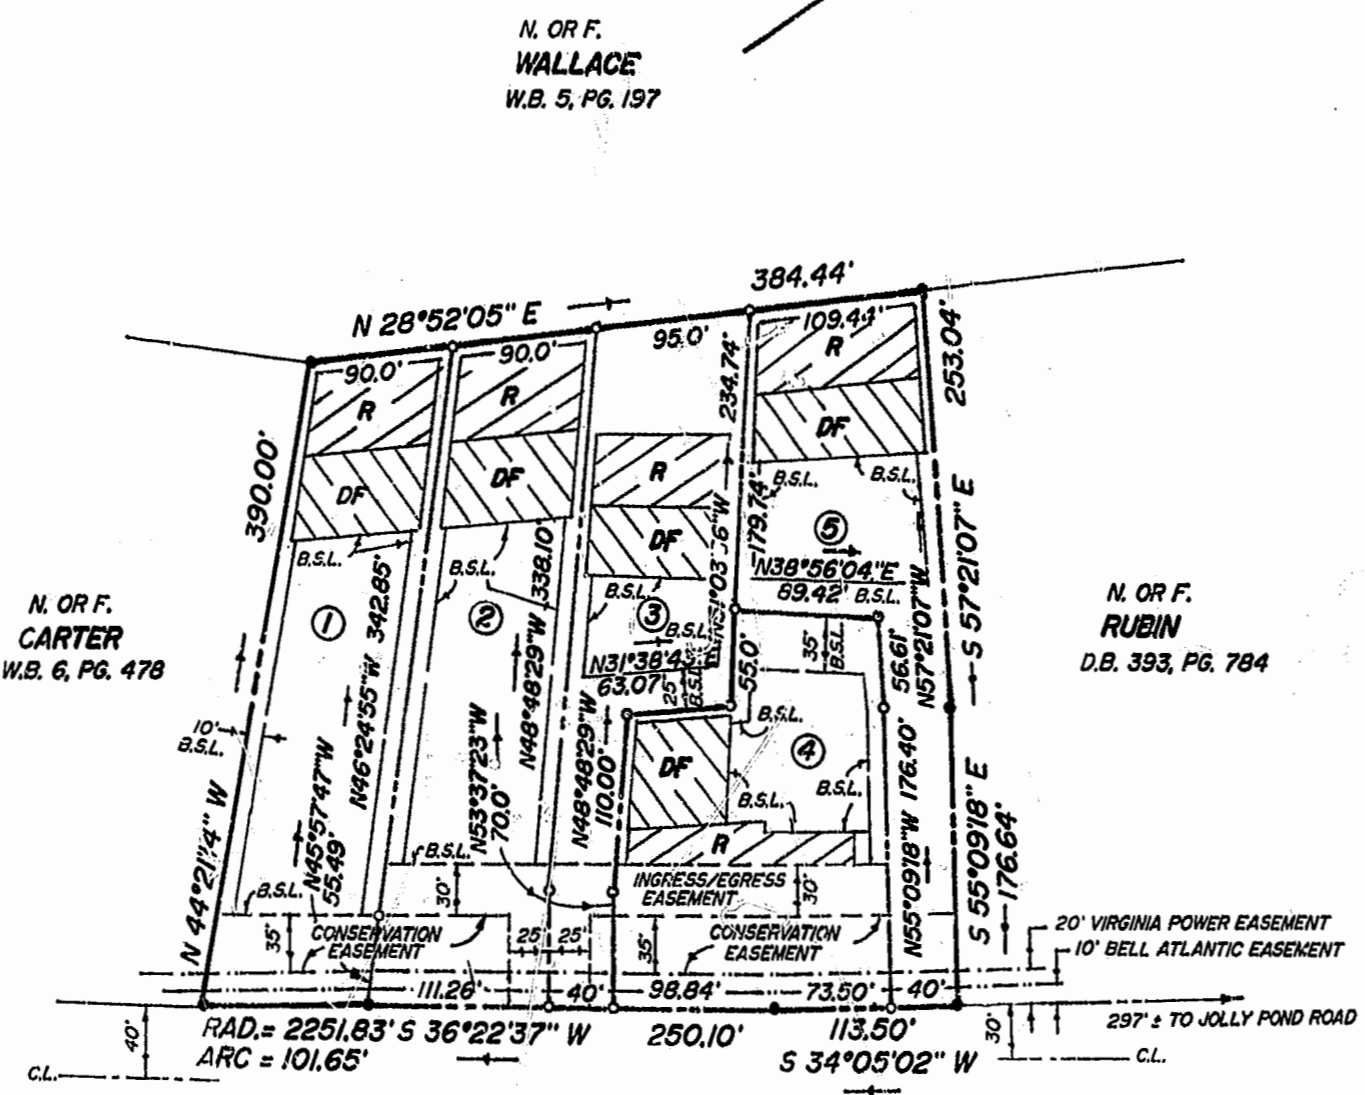 N. OR F.
WALLACE
W.B. 5, PG. 197
384.44'
N 28°52'05" E
90.0'
90.0'
95.0'
109.44'
R
R
R
R
DF
DF
DF
DF
390.00'
234.74'
253.04'
B.S.L.
B.S.L.
B.S.L.
B.S.L.
B.S.L.
1
2
3
5
N46°24'55" W 342.85'
N48°48'29" W 338.10'
179.74'
N38°56'04" E
89.42'
B.S.L.
S 57°21'07" E
N. OR F.
CARTER
W.B. 6, PG. 478
N. OR F.
RUBIN
D.B. 393, PG. 784
B.S.L.
N31°38'4
63.07'
25'
B.S.L.
55.0'
35'
B.S.L.
56.61'
N57°21'07" W
10'
B.S.L.
N45°57'47" W
55.49'
N53°37'23" W
70.0'
N48°48'29" W
110.00'
B.S.L.
4
DF
B.S.L.
B.S.L.
R
N55°09'18" W 176.40'
S 55°09'18" E
176.64'
B.S.L.
B.S.L.
30'
INGRESS/EGRESS
EASEMENT
30'
35'
CONSERVATION
EASEMENT
25'
25'
35'
CONSERVATION
EASEMENT
20' VIRGINIA POWER EASEMENT
10' BELL ATLANTIC EASEMENT
111.26'
40'
98.84'
73.50'
40'
40'
RAD.= 2251.83' S 36°22'37" W
ARC = 101.65'
250.10'
113.50'
S 34°05'02" W
30'
297' ± TO JOLLY POND ROAD
C.L.
C.L.